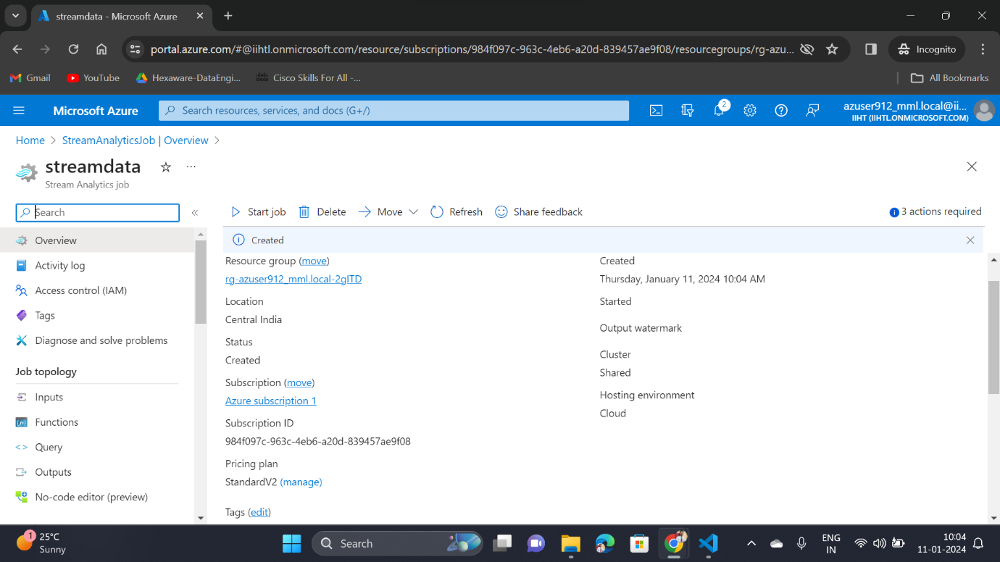 streamdata - Microsoft Azure
portal.azure.com/#@iihtl.onmicrosoft.com/resource/subscriptions/984f097c-963c-4eb6-a20d-839457ae9f08/resourcegroups/rg-azu...
Incognito
Gmail
YouTube
Hexaware-DataEngi...
Cisco Skills For All -...
All Bookmarks
Microsoft Azure
Search resources, services, and docs (G+/)
2
azuser912_mml.local@ii...
IIHT (IIHTL.ONMICROSOFT.COM)
Home > StreamAnalyticsJob | Overview >
streamdata
Stream Analytics job
Search
Start job
Delete
Move
Refresh
Share feedback
3 actions required
Overview
Activity log
Access control (IAM)
Tags
Diagnose and solve problems
Job topology
Inputs
Functions
Query
Outputs
No-code editor (preview)
Created
Resource group (move)
rg-azuser912_mml.local-2gITD
Location
Central India
Status
Created
Subscription (move)
Azure subscription 1
Subscription ID
984f097c-963c-4eb6-a20d-839457ae9f08
Pricing plan
StandardV2 (manage)
Tags (edit)
Created
Thursday, January 11, 2024 10:04 AM
Started
Output watermark
Cluster
Shared
Hosting environment
Cloud
1
25°C
Sunny
Search
ENG
IN
10:04
11-01-2024